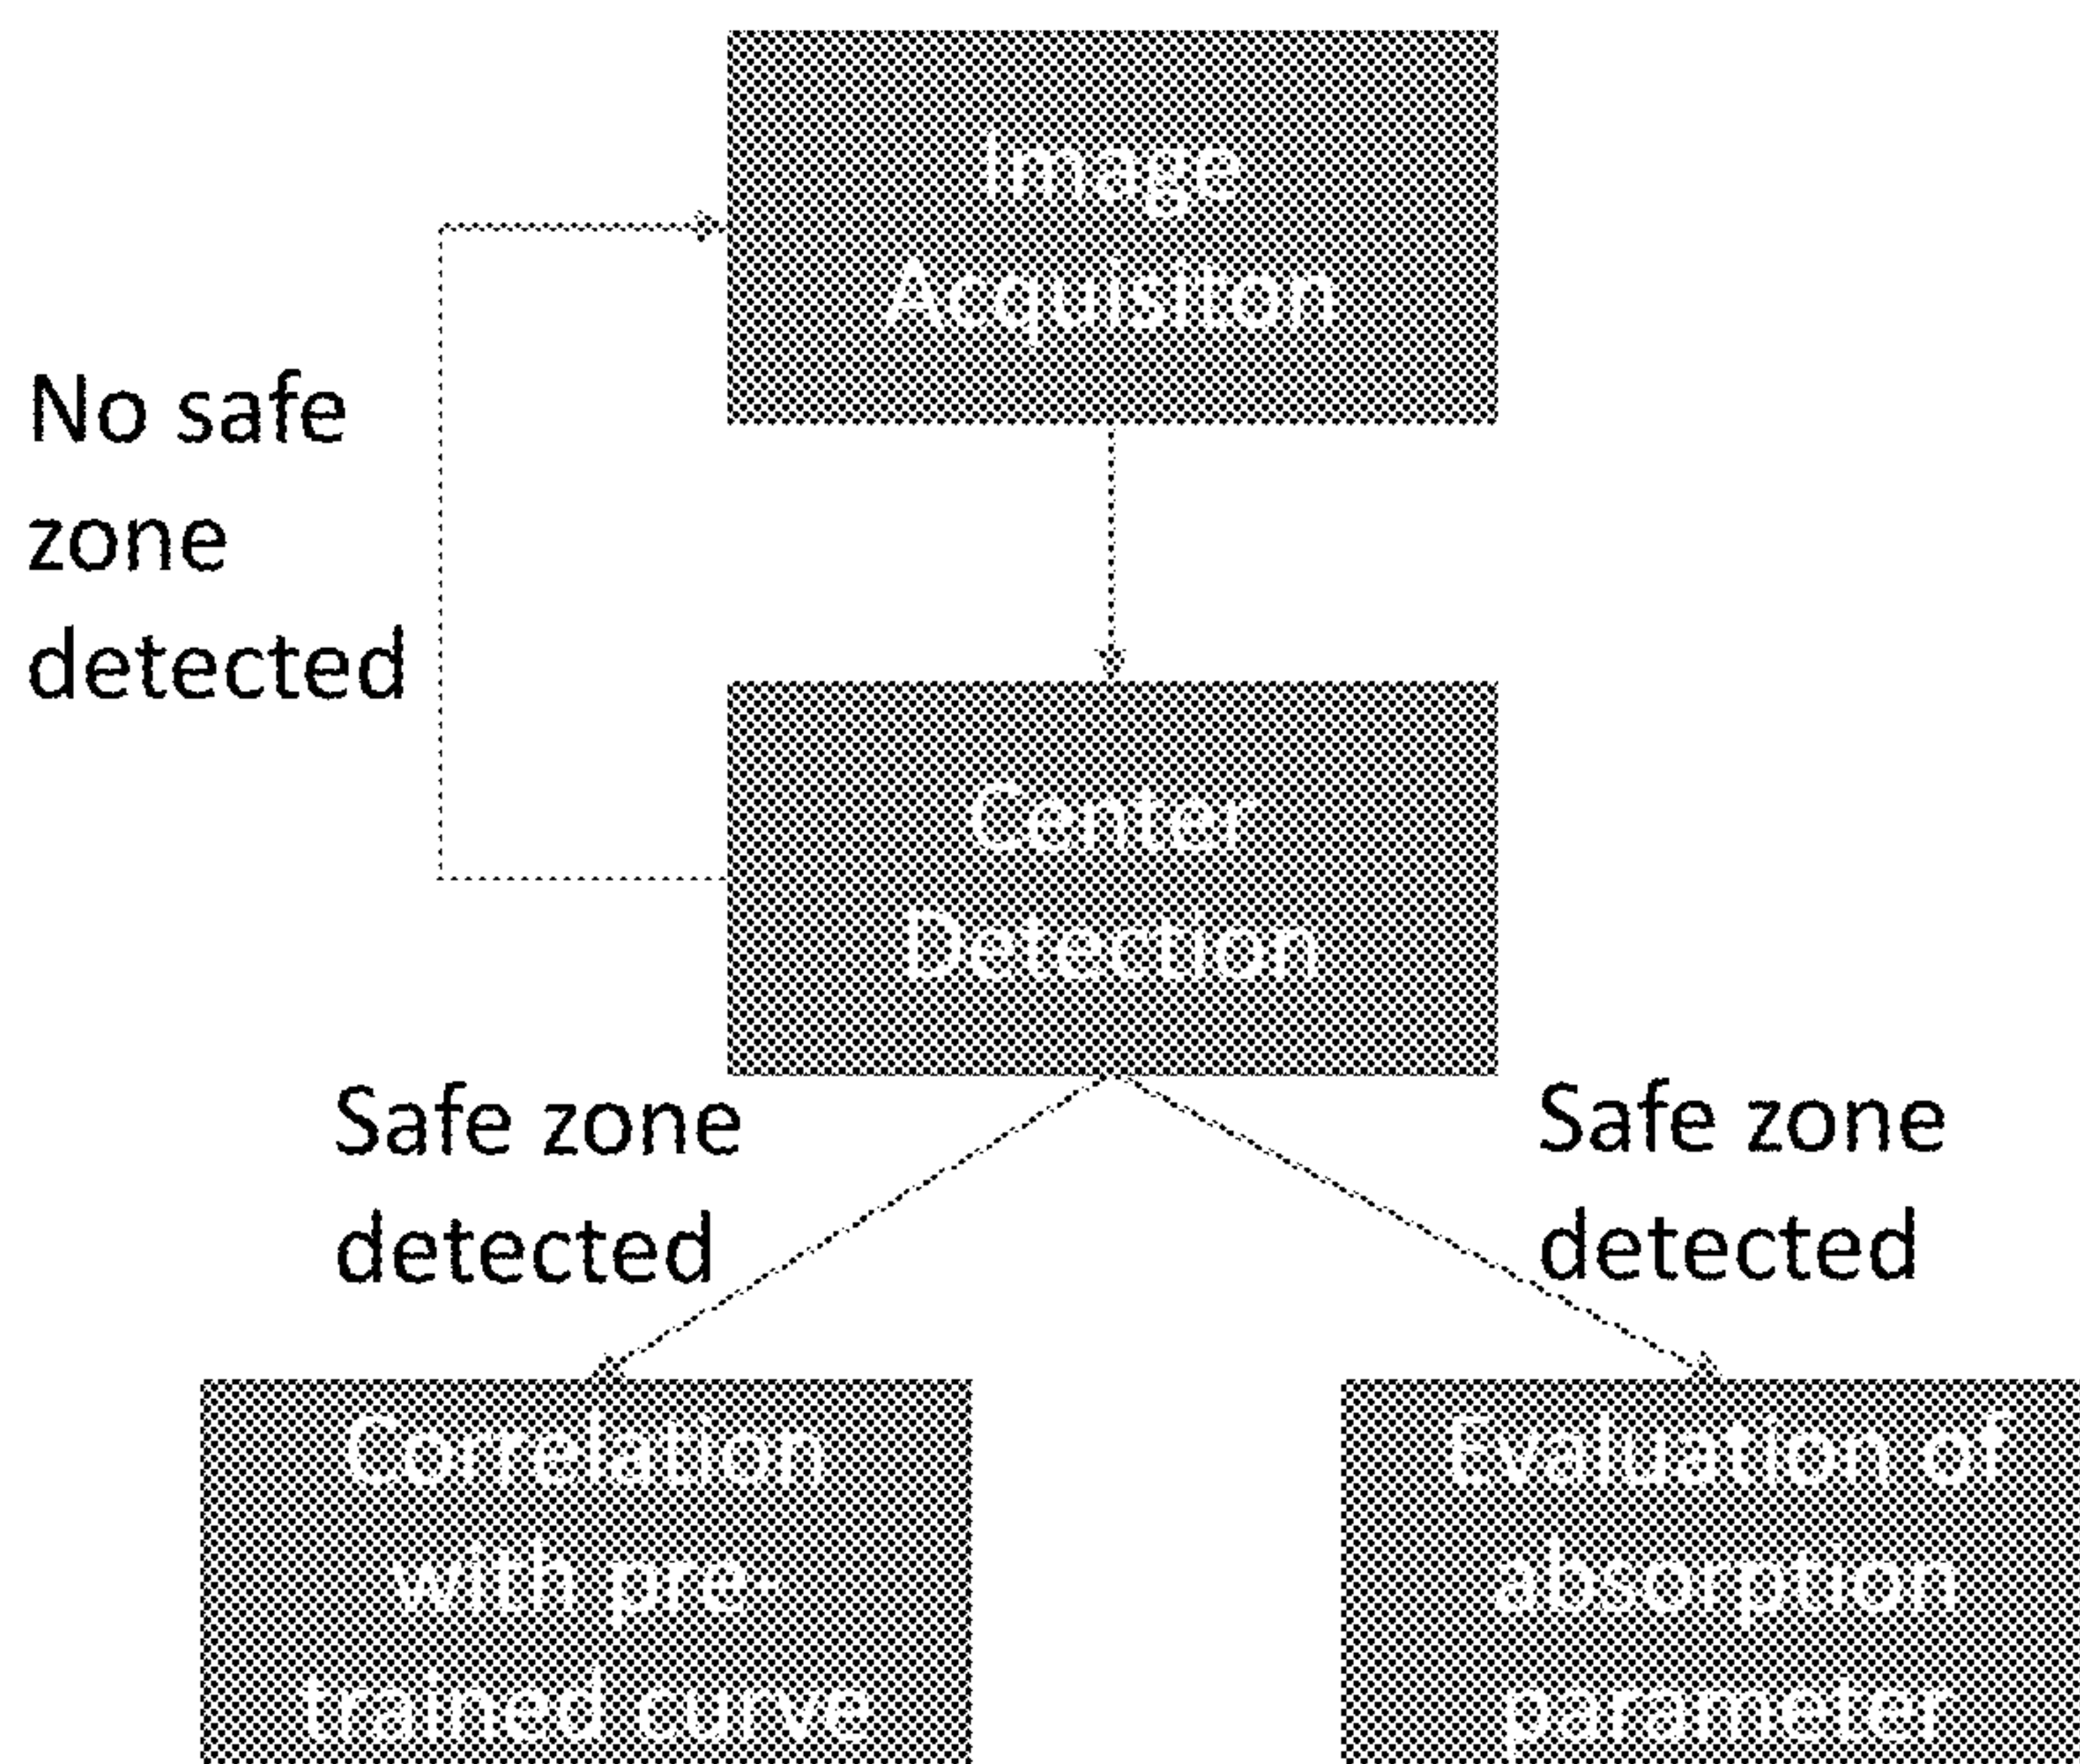 Image
Acquisiton
No safe
zone
detected
Center
Detection
Safe zone
detected
Safe zone
detected
Correlation
with pre-
trained curve
Evaluation of
absorption
parameter